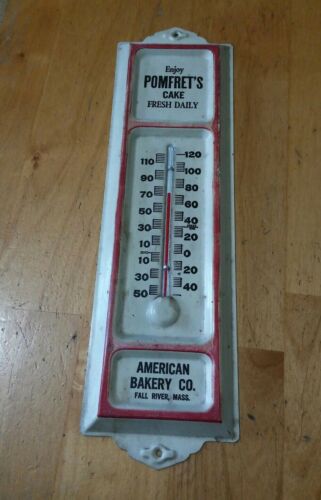 Enjoy
POMFRET'S
CAKE
FRESH DAILY
120
110
100
90
80
70
60
50
40
30
20
10
0
10
20
30
40
50
AMERICAN
BAKERY CO.
FALL RIVER, MASS.